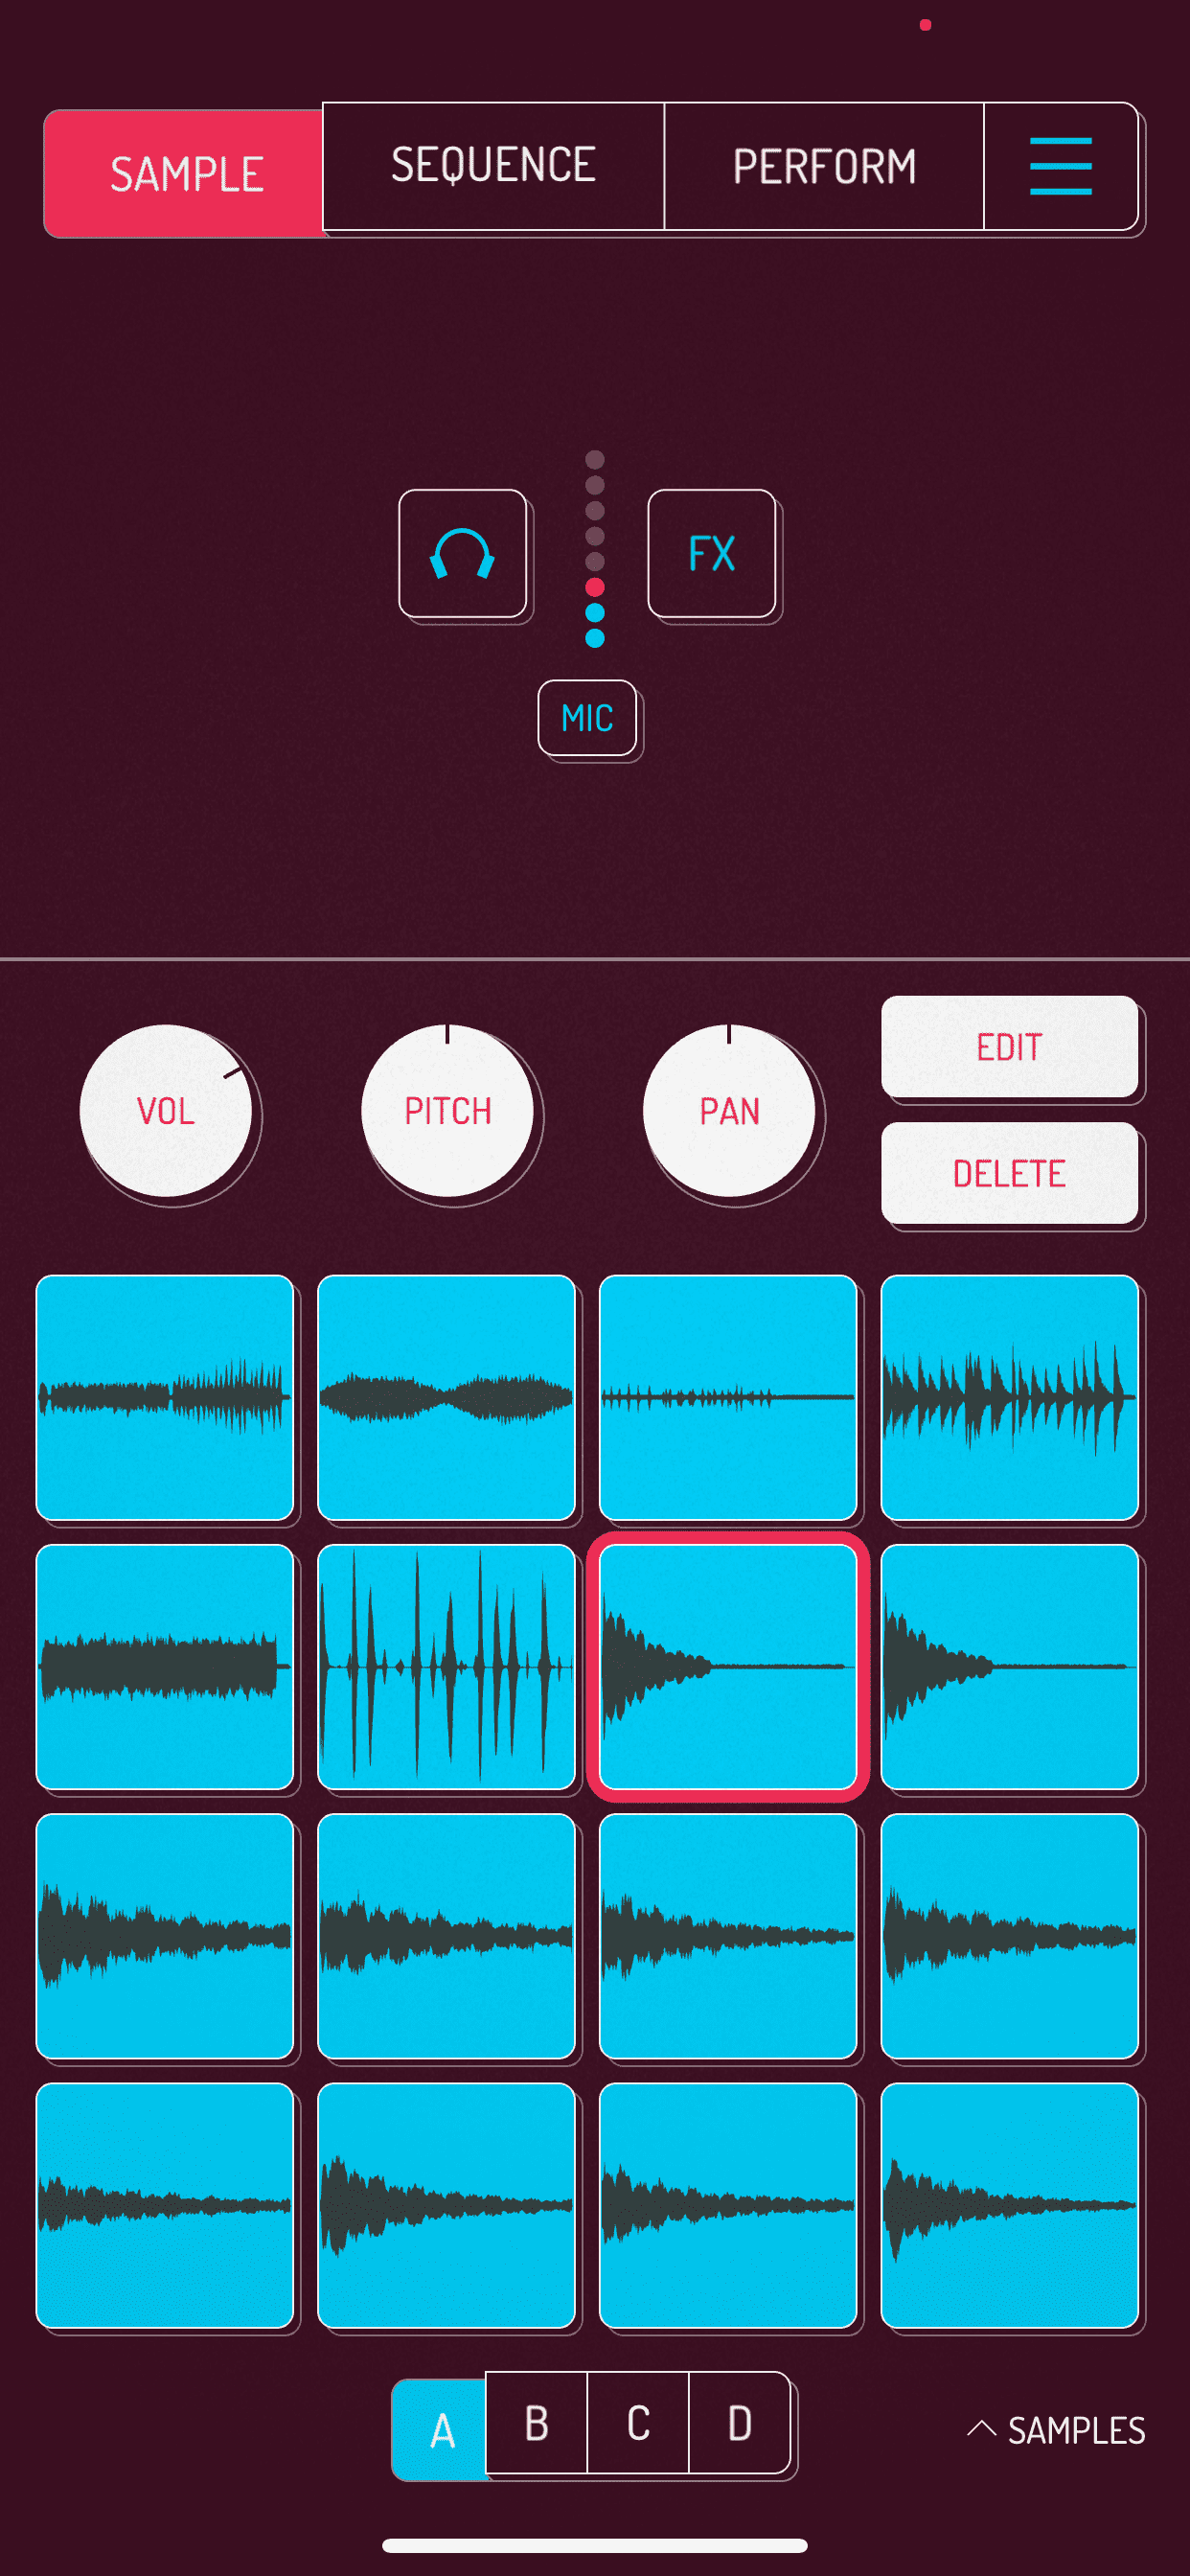 SAMPLE
SEQUENCE
PERFORM
FX
MIC
VOL
PITCH
PAN
EDIT
DELETE
A
B
C
D
SAMPLES